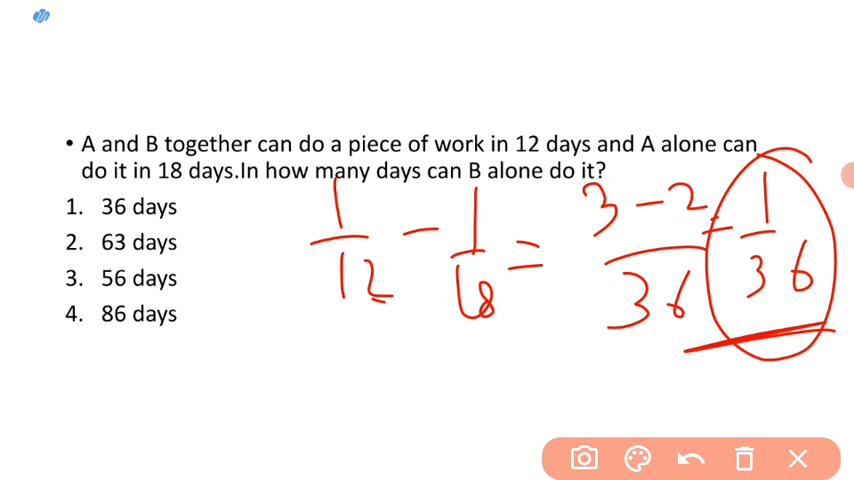 • A and B together can do a piece of work in 12 days and A alone can
do it in 18 days.In how many days can B alone do it?
1. 36 days
2. 63 days
3. 56 days
4. 86 days
1/12 - 1/18 = 3-2/36 = 1/36